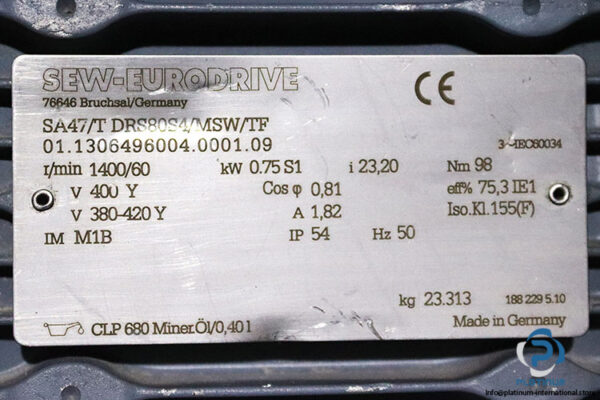 SEW-EURODRIVE
76646 Bruchsal/Germany
CE
SA47/T DRS80S4/MSW/TF
01.1306496004.0001.09
3~IEC60034
r/min 1400/60 kW 0.75 S1 i 23,20 Nm 98
V 400 Y Cos φ 0,81 eff% 75,3 IE1
V 380-420 Y A 1,82 Iso.Kl.155(F)
IM M1B IP 54 Hz 50
kg 23.313 188 229 5.10
CLP 680 Miner.Öl/0,40 l Made in Germany
info@platinum-international.store